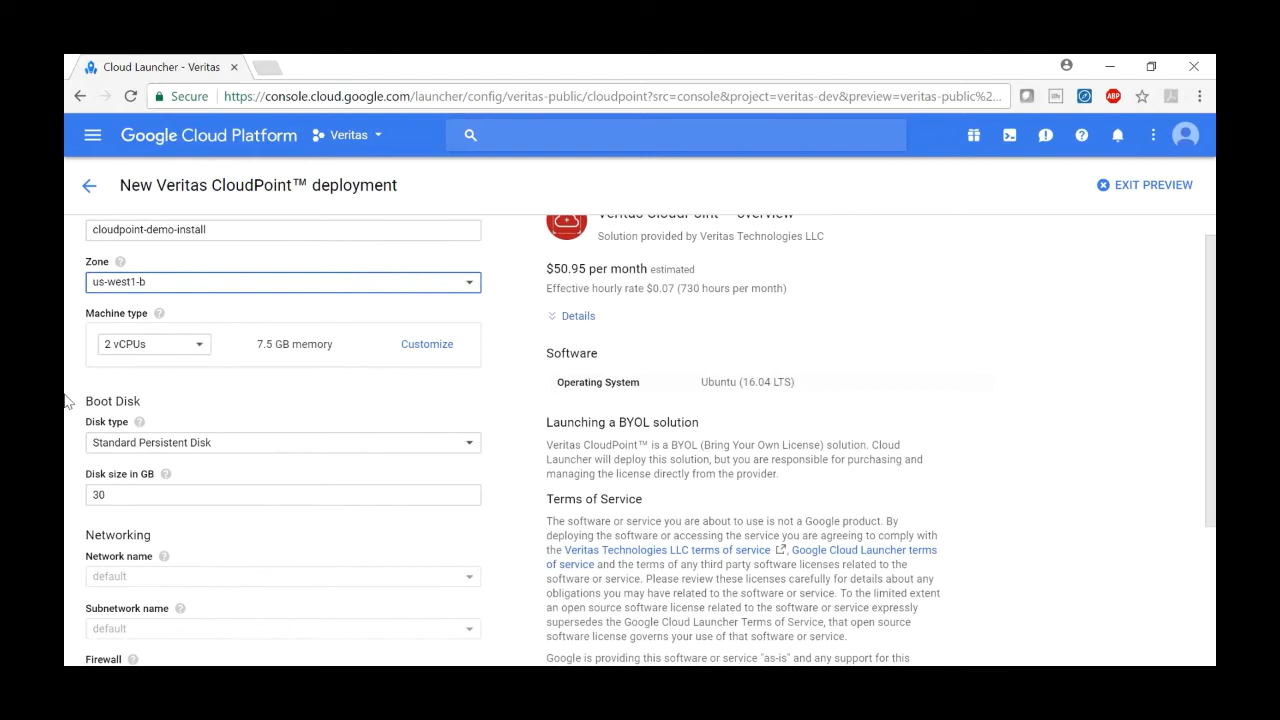 Cloud Launcher - Veritas
Secure https://console.cloud.google.com/launcher/config/veritas-public/cloudpoint?src=console&project=veritas-dev&preview=veritas-public%2...
ABP
Google Cloud Platform Veritas
New Veritas CloudPoint™ deployment
EXIT PREVIEW
cloudpoint-demo-install
Zone
us-west1-b
Machine type
2 vCPUs 7.5 GB memory Customize
Boot Disk
Disk type
Standard Persistent Disk
Disk size in GB
30
Networking
Network name
default
Subnetwork name
default
Firewall
Veritas CloudPoint™ overview
Solution provided by Veritas Technologies LLC
$50.95 per month estimated
Effective hourly rate $0.07 (730 hours per month)
Details
Software
Operating System Ubuntu (16.04 LTS)
Launching a BYOL solution
Veritas CloudPoint™ is a BYOL (Bring Your Own License) solution. Cloud
Launcher will deploy this solution, but you are responsible for purchasing and
managing the license directly from the provider.
Terms of Service
The software or service you are about to use is not a Google product. By
deploying the software or accessing the service you are agreeing to comply with
the Veritas Technologies LLC terms of service , Google Cloud Launcher terms
of service and the terms of any third party software licenses related to the
software or service. Please review these licenses carefully for details about any
obligations you may have related to the software or service. To the limited extent
an open source software license related to the software or service expressly
supersedes the Google Cloud Launcher Terms of Service, that open source
software license governs your use of that software or service.
Google is providing this software or service "as-is" and any support for this